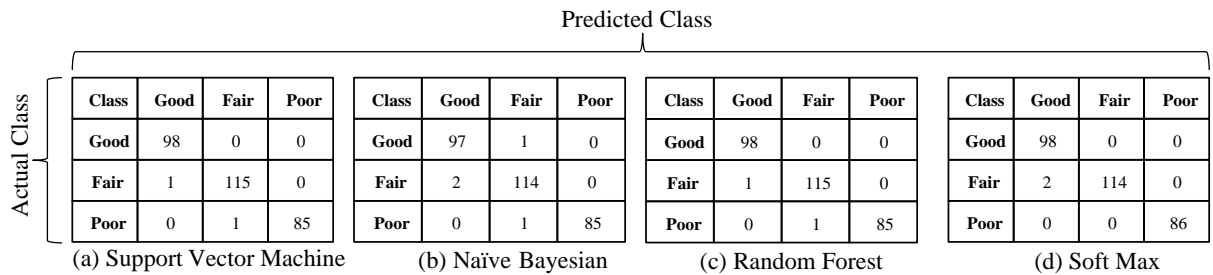 Predicted Class
Actual Class
Class Good Fair Poor
Good 98 0 0
Fair 1 115 0
Poor 0 1 85
(a) Support Vector Machine
Class Good Fair Poor
Good 97 1 0
Fair 2 114 0
Poor 0 1 85
(b) Naïve Bayesian
Class Good Fair Poor
Good 98 0 0
Fair 1 115 0
Poor 0 1 85
(c) Random Forest
Class Good Fair Poor
Good 98 0 0
Fair 2 114 0
Poor 0 0 86
(d) Soft Max